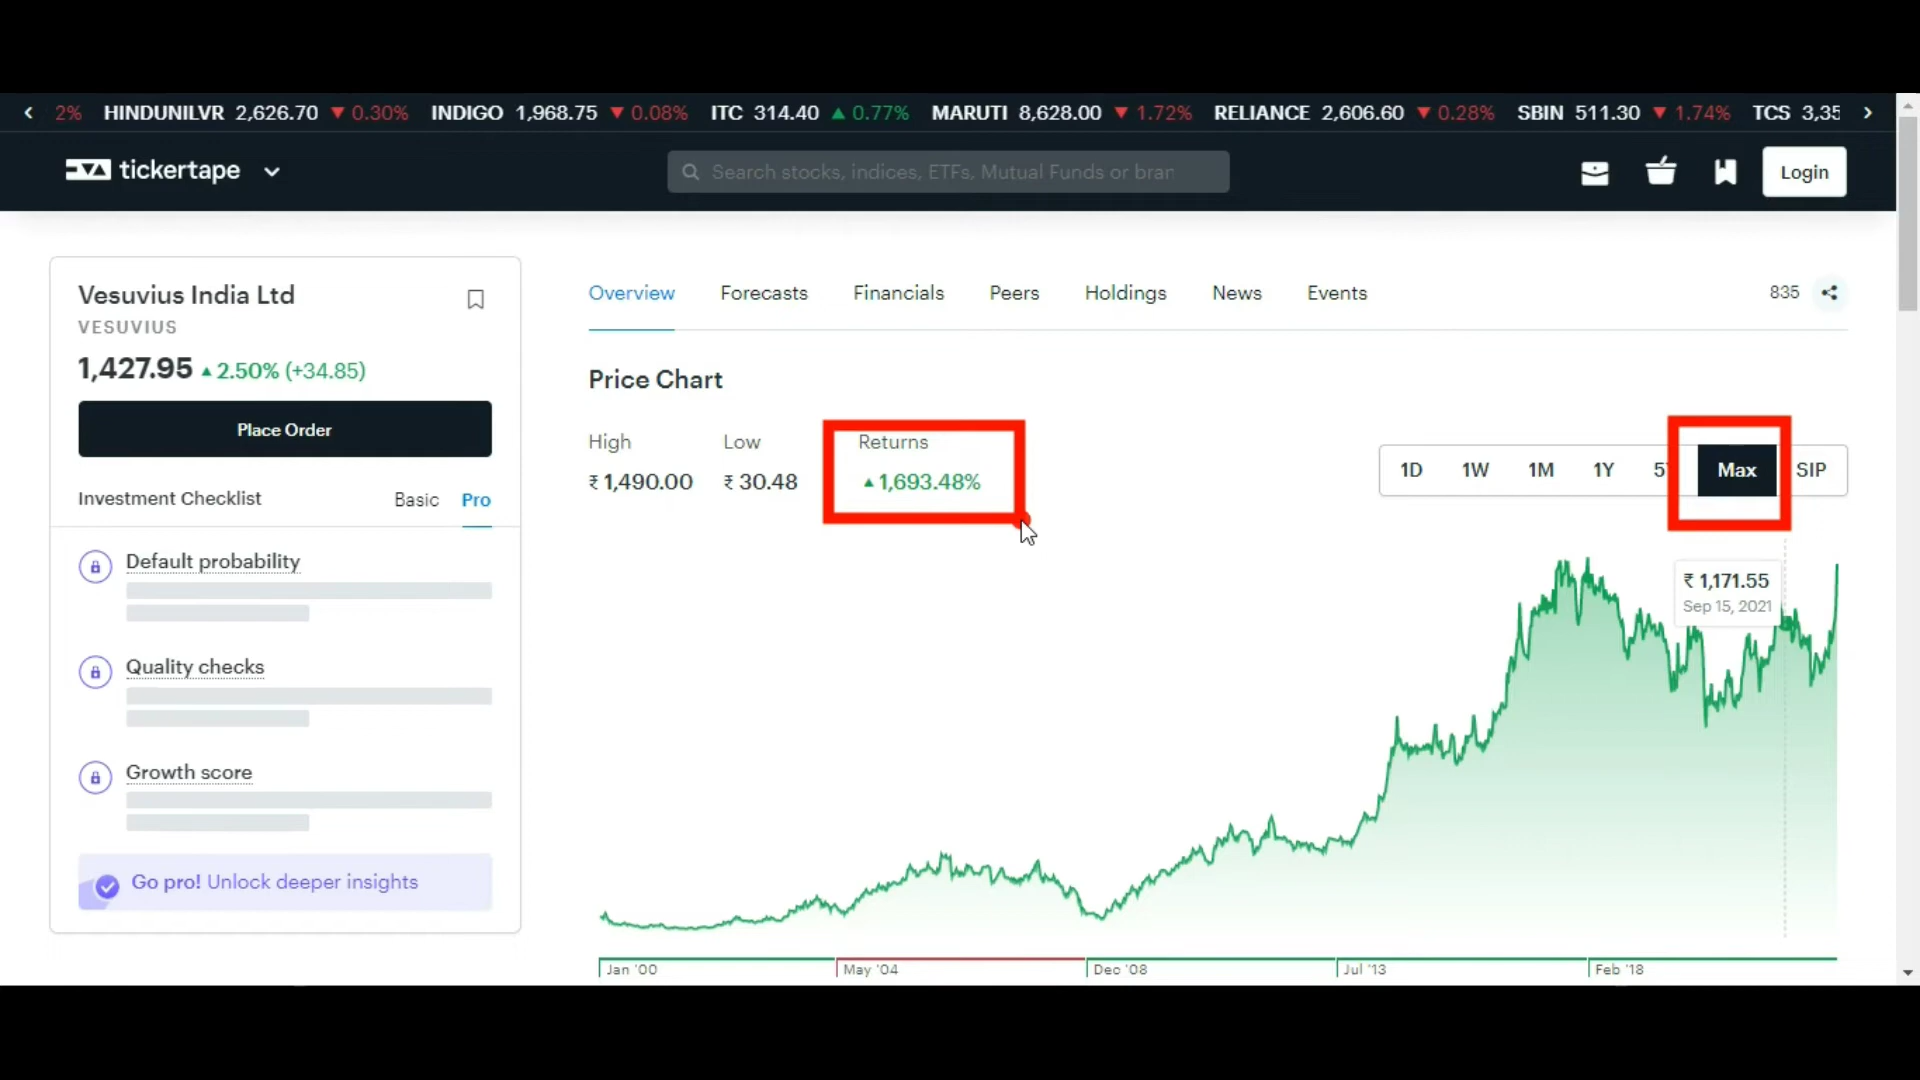 2% HINDUNILVR 2,626.70 ▼ 0.30% INDIGO 1,968.75 ▼ 0.08% ITC 314.40 ▲ 0.77% MARUTI 8,628.00 ▼ 1.72% RELIANCE 2,606.60 ▼ 0.28% SBIN 511.30 ▼ 1.74% TCS 3,35
tickertape
Search stocks, indices, ETFs, Mutual Funds or brar
Login
Vesuvius India Ltd
VESUVIUS
1,427.95 ▲ 2.50% (+34.85)
Place Order
Investment Checklist Basic Pro
Default probability
Quality checks
Growth score
Go pro! Unlock deeper insights
Overview Forecasts Financials Peers Holdings News Events 835
Price Chart
High Low Returns
₹ 1,490.00 ₹ 30.48 ▲ 1,693.48%
1D 1W 1M 1Y 5Y Max SIP
₹ 1,171.55
Sep 15, 2021
Jan '00 May '04 Dec '08 Jul '13 Feb '18